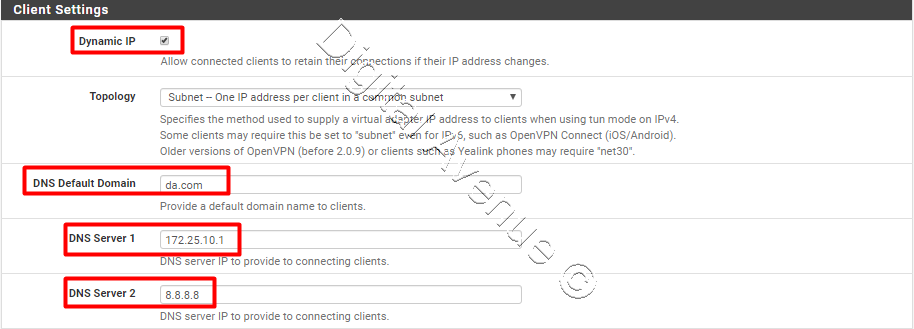 Client Settings
Dynamic IP
Allow connected clients to retain their connections if their IP address changes.
Topology
Subnet -- One IP address per client in a common subnet
Specifies the method used to supply a virtual adapter IP address to clients when using tun mode on IPv4.
Some clients may require this be set to "subnet" even for IPv6, such as OpenVPN Connect (iOS/Android).
Older versions of OpenVPN (before 2.0.9) or clients such as Yealink phones may require "net30".
DNS Default Domain
da.com
Provide a default domain name to clients.
DNS Server 1
172.25.10.1
DNS server IP to provide to connecting clients.
DNS Server 2
8.8.8.8
DNS server IP to provide to connecting clients.
Digital Avenue ©